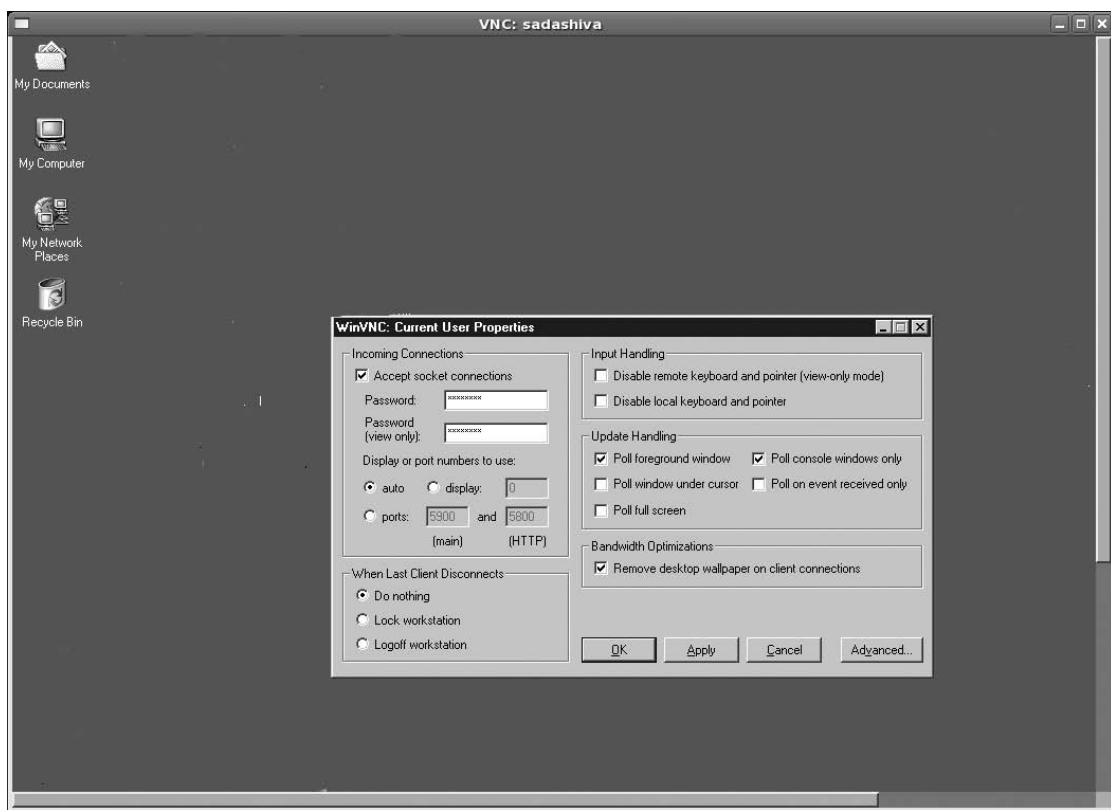 VNC: sadashiva
My Documents
My Computer
My Network
Places
Recycle Bin
WinVNC: Current User Properties
Incoming Connections
Accept socket connections
Password: xxxxxxxx
Password
(view only): xxxxxxxx
Display or port numbers to use:
auto display: 0
ports: 5900 and 5800
(main) (HTTP)
When Last Client Disconnects
Do nothing
Lock workstation
Logoff workstation
Input Handling
Disable remote keyboard and pointer (view-only mode)
Disable local keyboard and pointer
Update Handling
Poll foreground window Poll console windows only
Poll window under cursor Poll on event received only
Poll full screen
Bandwidth Optimizations
Remove desktop wallpaper on client connections
OK Apply Cancel Advanced...